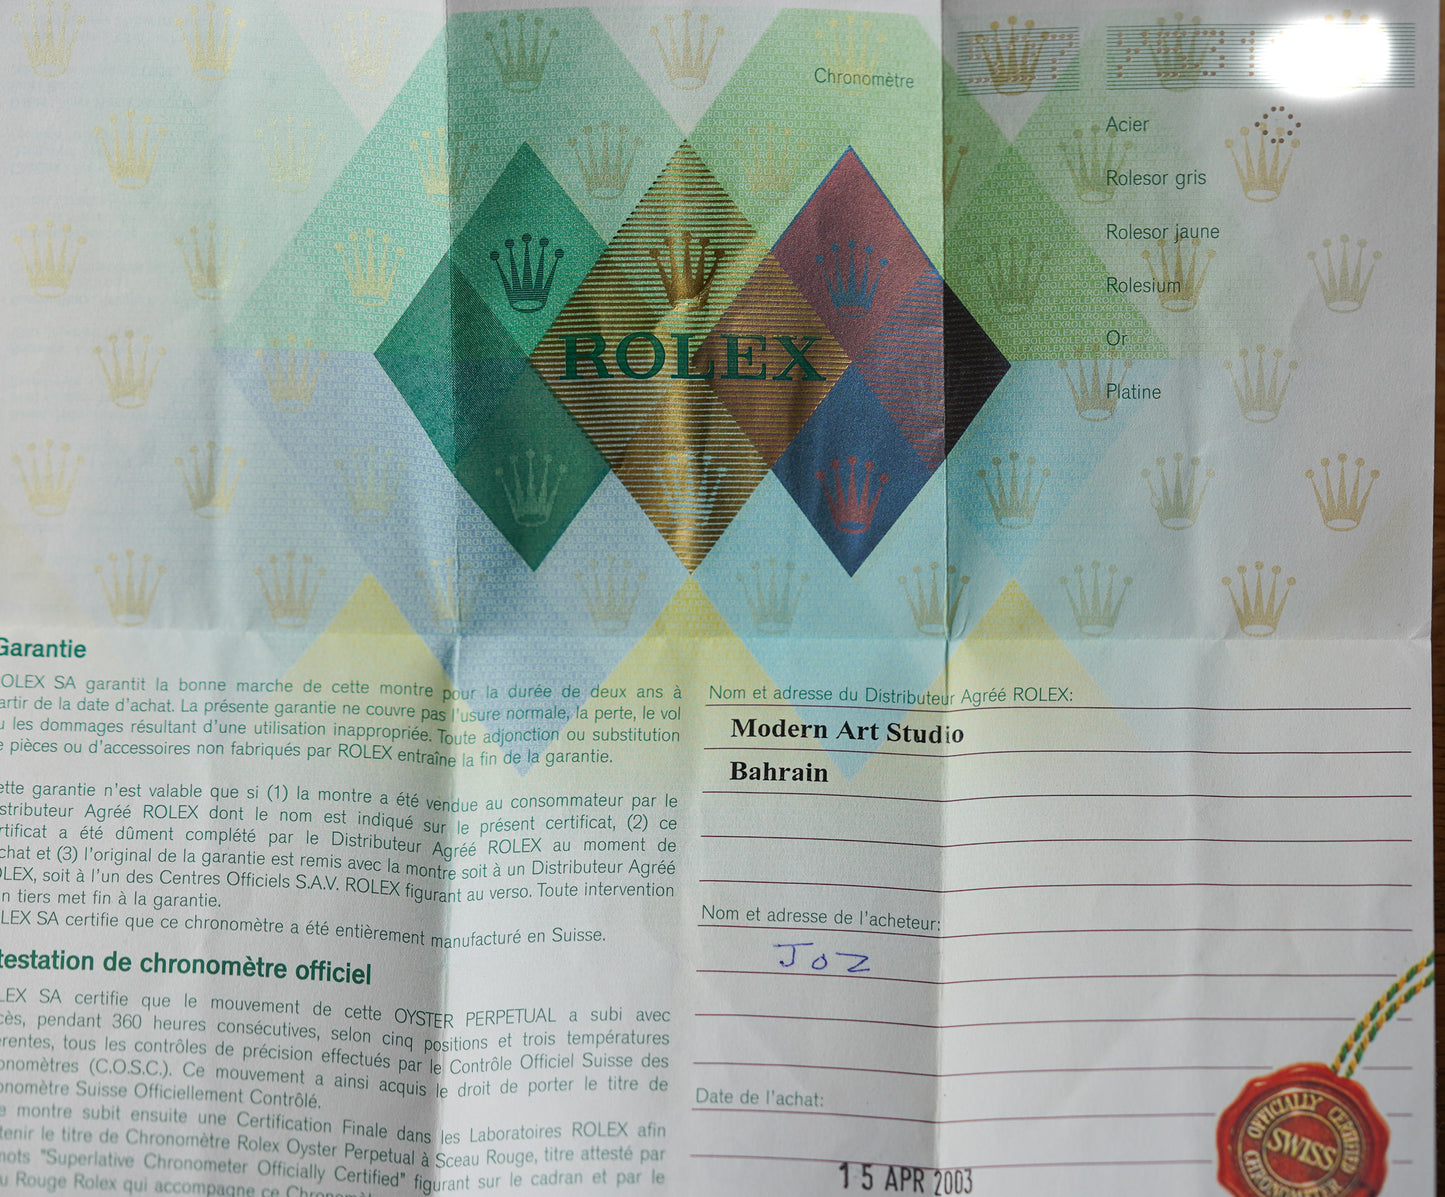 Chronomètre
Acier
Rolesor gris
Rolesor jaune
Rolesium
Or
Platine
ROLEX
Garantie
OLEX SA garantit la bonne marche de cette montre pour la durée de deux ans à
artir de la date d'achat. La présente garantie ne couvre pas l'usure normale, la perte, le vol
u les dommages résultant d'une utilisation inappropriée. Toute adjonction ou substitution
e pièces ou d'accessoires non fabriqués par ROLEX entraîne la fin de la garantie.
ette garantie n'est valable que si (1) la montre a été vendue au consommateur par le
stributeur Agréé ROLEX dont le nom est indiqué sur le présent certificat, (2) ce
rtificat a été dûment complété par le Distributeur Agréé ROLEX au moment de
chat et (3) l'original de la garantie est remis avec la montre soit à un Distributeur Agréé
OLEX, soit à l'un des Centres Officiels S.A.V. ROLEX figurant au verso. Toute intervention
n tiers met fin à la garantie.
LEX SA certifie que ce chronomètre a été entièrement manufacturé en Suisse.
testation de chronomètre officiel
LEX SA certifie que le mouvement de cette OYSTER PERPETUAL a subi avec
cès, pendant 360 heures consécutives, selon cinq positions et trois températures
érentes, tous les contrôles de précision effectués par le Contrôle Officiel Suisse des
onomètres (C.O.S.C.). Ce mouvement a ainsi acquis le droit de porter le titre de
onomètre Suisse Officiellement Contrôlé.
e montre subit ensuite une Certification Finale dans les Laboratoires ROLEX afin
tenir le titre de Chronomètre Rolex Oyster Perpetual à Sceau Rouge, titre attesté par
mots "Superlative Chronometer Officially Certified" figurant sur le cadran et par le
u Rouge Rolex qui accompagne ce
Nom et adresse du Distributeur Agréé ROLEX:
Modern Art Studio
Bahrain
Nom et adresse de l'acheteur:
JOZ
Date de l'achat:
15 APR 2003
OFFICIALLY CERTIFIED
SWISS
CHRONOMETER